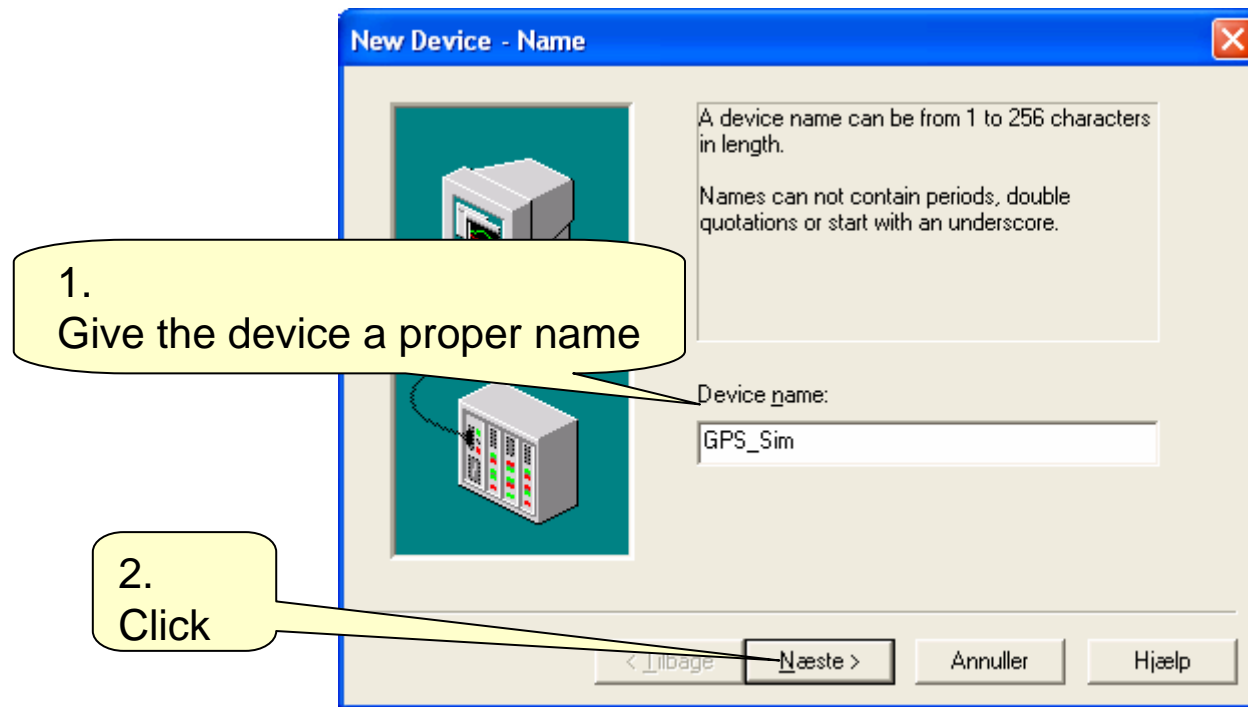 New Device - Name
A device name can be from 1 to 256 characters
in length.
Names can not contain periods, double
quotations or start with an underscore.
1.
Give the device a proper name
Device name:
GPS_Sim
2.
Click
< Tilbage
Næste >
Annuller
Hjælp